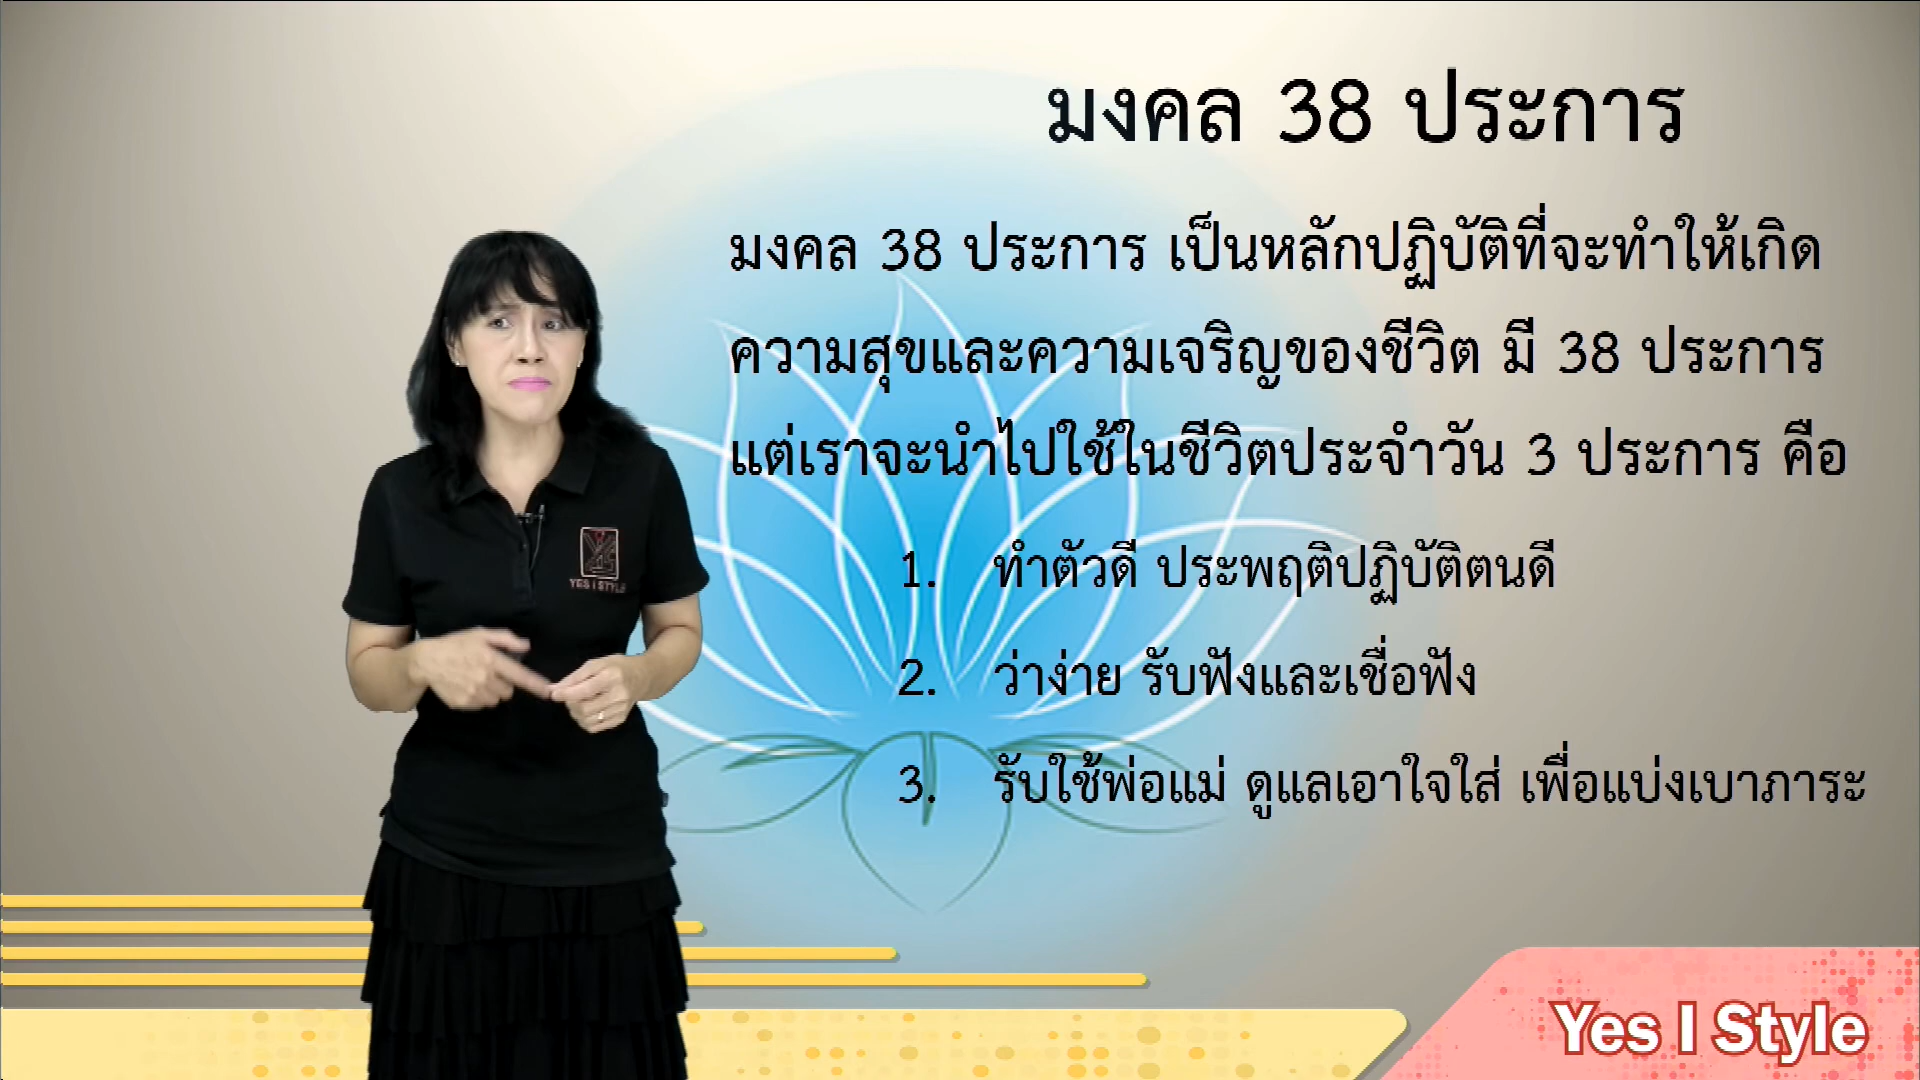 มงคล 38 ประการ
มงคล 38 ประการ เป็นหลักปฏิบัติที่จะทำให้เกิด
ความสุขและความเจริญของชีวิต มี 38 ประการ
แต่เราจะนำไปใช้ในชีวิตประจำวัน 3 ประการ คือ
1. ทำตัวดี ประพฤติปฏิบัติตนดี
2. ว่าง่าย รับฟังและเชื่อฟัง
3. รับใช้พ่อแม่ ดูแลเอาใจใส่ เพื่อแบ่งเบาภาระ
YES I STYLE
Yes I Style